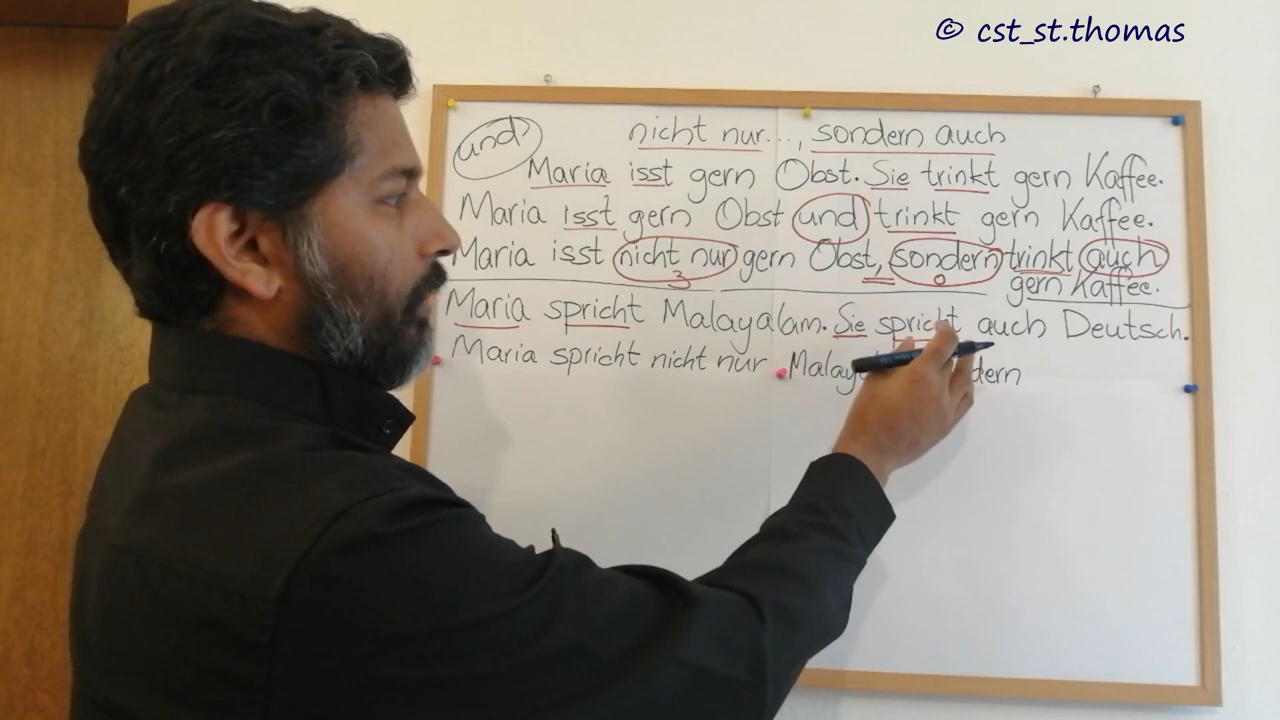 © cst_st.thomas
und nicht nur..., sondern auch
Maria isst gern Obst. Sie trinkt gern Kaffee.
Maria isst gern Obst und trinkt gern Kaffee.
Maria isst nicht nur gern Obst, sondern trinkt auch
3 0 gern Kaffee.
Maria spricht Malayalam. Sie spricht auch Deutsch.
Maria spricht nicht nur